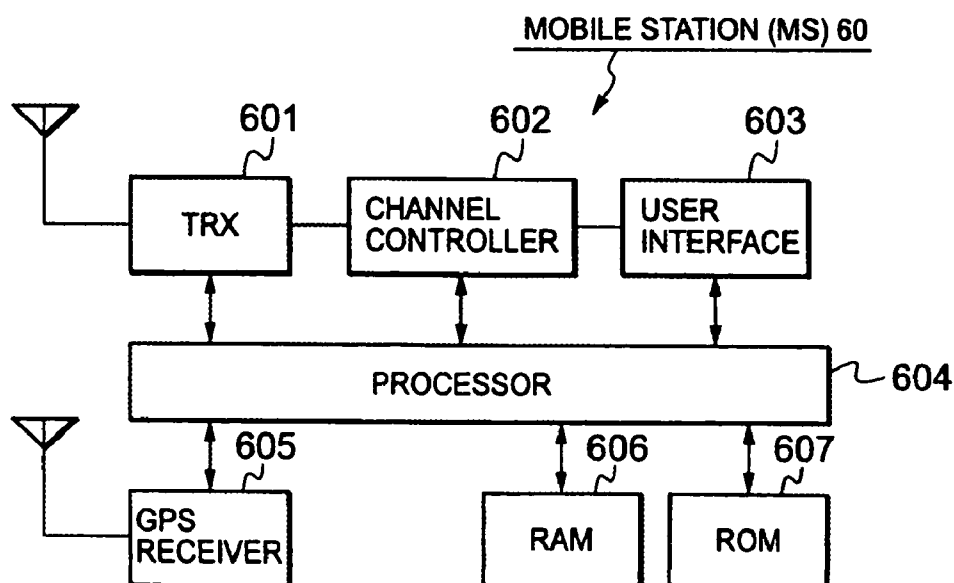 MOBILE STATION (MS) 60
601
602
603
TRX
CHANNEL
CONTROLLER
USER
INTERFACE
PROCESSOR
604
605
606
607
GPS
RECEIVER
RAM
ROM